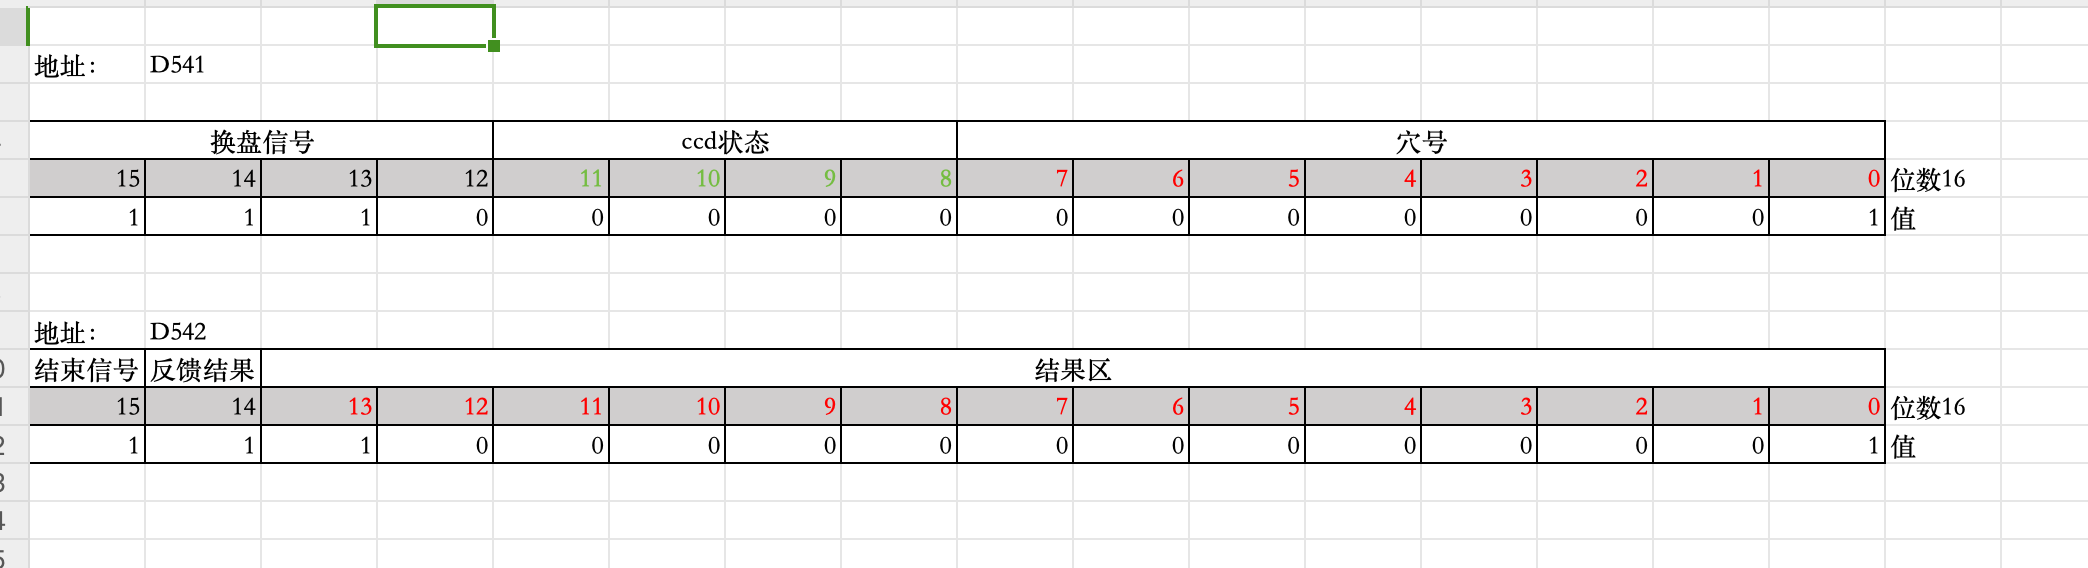 地址： D541
换盘信号 ccd状态 穴号
15 14 13 12 11 10 9 8 7 6 5 4 3 2 1 0 位数16
1 1 1 0 0 0 0 0 0 0 0 0 0 0 0 1 值
地址： D542
结束信号 反馈结果 结果区
15 14 13 12 11 10 9 8 7 6 5 4 3 2 1 0 位数16
1 1 1 0 0 0 0 0 0 0 0 0 0 0 0 1 值